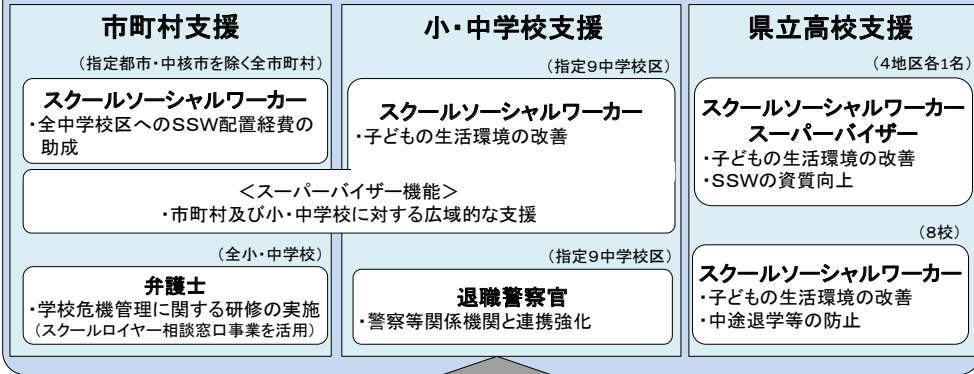 市町村支援
(指定都市・中核市を除く全市町村)
スクールソーシャルワーカー
・全中学校区へのSSW配置経費の
助成
小・中学校支援
(指定9中学校区)
スクールソーシャルワーカー
・子どもの生活環境の改善
<スーパーバイザー機能>
・市町村及び小・中学校に対する広域的な支援
(全小・中学校)
弁護士
・学校危機管理に関する研修の実施
(スクールロイヤー相談窓口事業を活用)
(指定9中学校区)
退職警察官
・警察等関係機関と連携強化
県立高校支援
(4地区各1名)
スクールソーシャルワーカー
スーパーバイザー
・子どもの生活環境の改善
・SSWの資質向上
(8校)
スクールソーシャルワーカー
・子どもの生活環境の改善
・中途退学等の防止